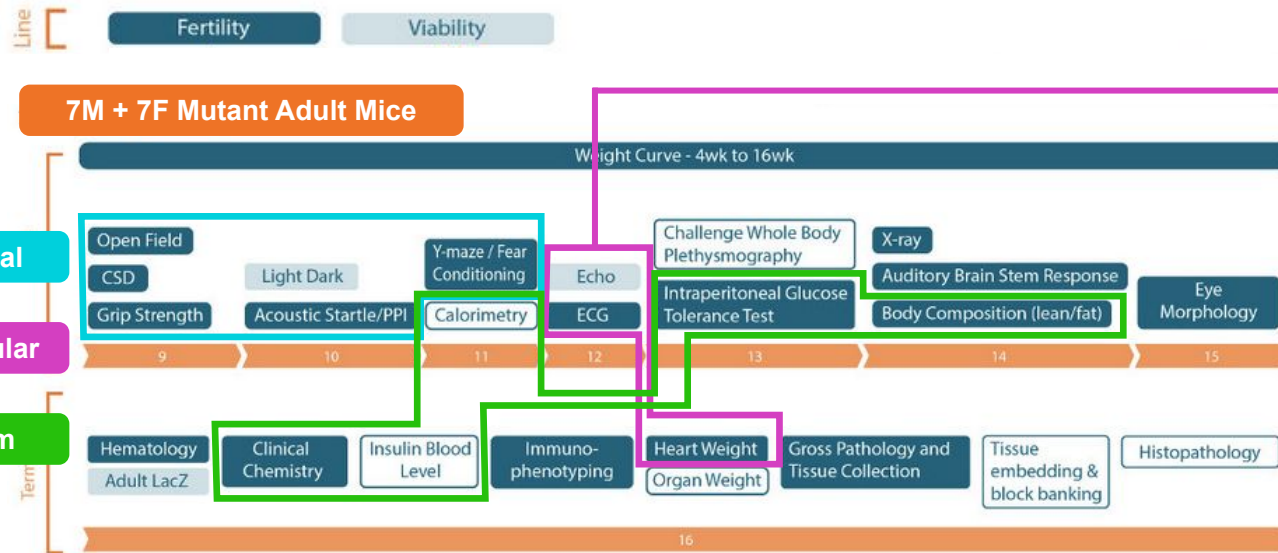 Line
Fertility
Viability
7M + 7F Mutant Adult Mice
Weight Curve - 4wk to 16wk
al
Open Field
CSD
Grip Strength
Light Dark
Acoustic Startle/PPI
Y-maze / Fear
Conditioning
Calorimetry
Echo
ECG
Challenge Whole Body
Plethysmography
Intraperitoneal Glucose
Tolerance Test
X-ray
Auditory Brain Stem Response
Body Composition (lean/fat)
Eye
Morphology
lar
9
10
11
12
13
14
15
m
Term
Hematology
Adult LacZ
Clinical
Chemistry
Insulin Blood
Level
Immuno-
phenotyping
Heart Weight
Organ Weight
Gross Pathology and
Tissue Collection
Tissue
embedding &
block banking
Histopathology
16